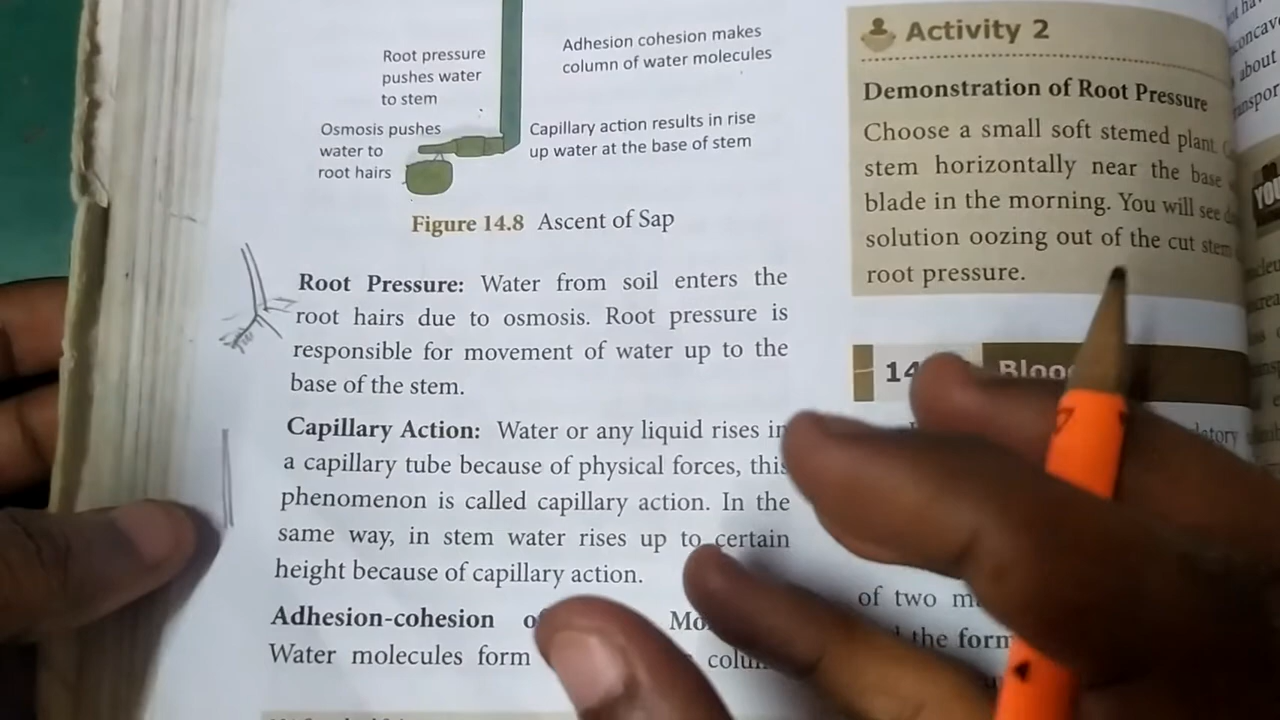 Root pressure
pushes water
to stem
Adhesion cohesion makes
column of water molecules
Osmosis pushes
water to
root hairs
Capillary action results in rise
up water at the base of stem
Figure 14.8 Ascent of Sap
Root Pressure: Water from soil enters the
root hairs due to osmosis. Root pressure is
responsible for movement of water up to the
base of the stem.
Capillary Action: Water or any liquid rises in
a capillary tube because of physical forces, this
phenomenon is called capillary action. In the
same way, in stem water rises up to certain
height because of capillary action.
Adhesion-cohesion
Water molecules form
Activity 2
Demonstration of Root Pressure
Choose a small soft stemed plant.
stem horizontally near the base
blade in the morning. You will see
solution oozing out of the cut stem
root pressure.
14
of two
the form
concave
about
YOU